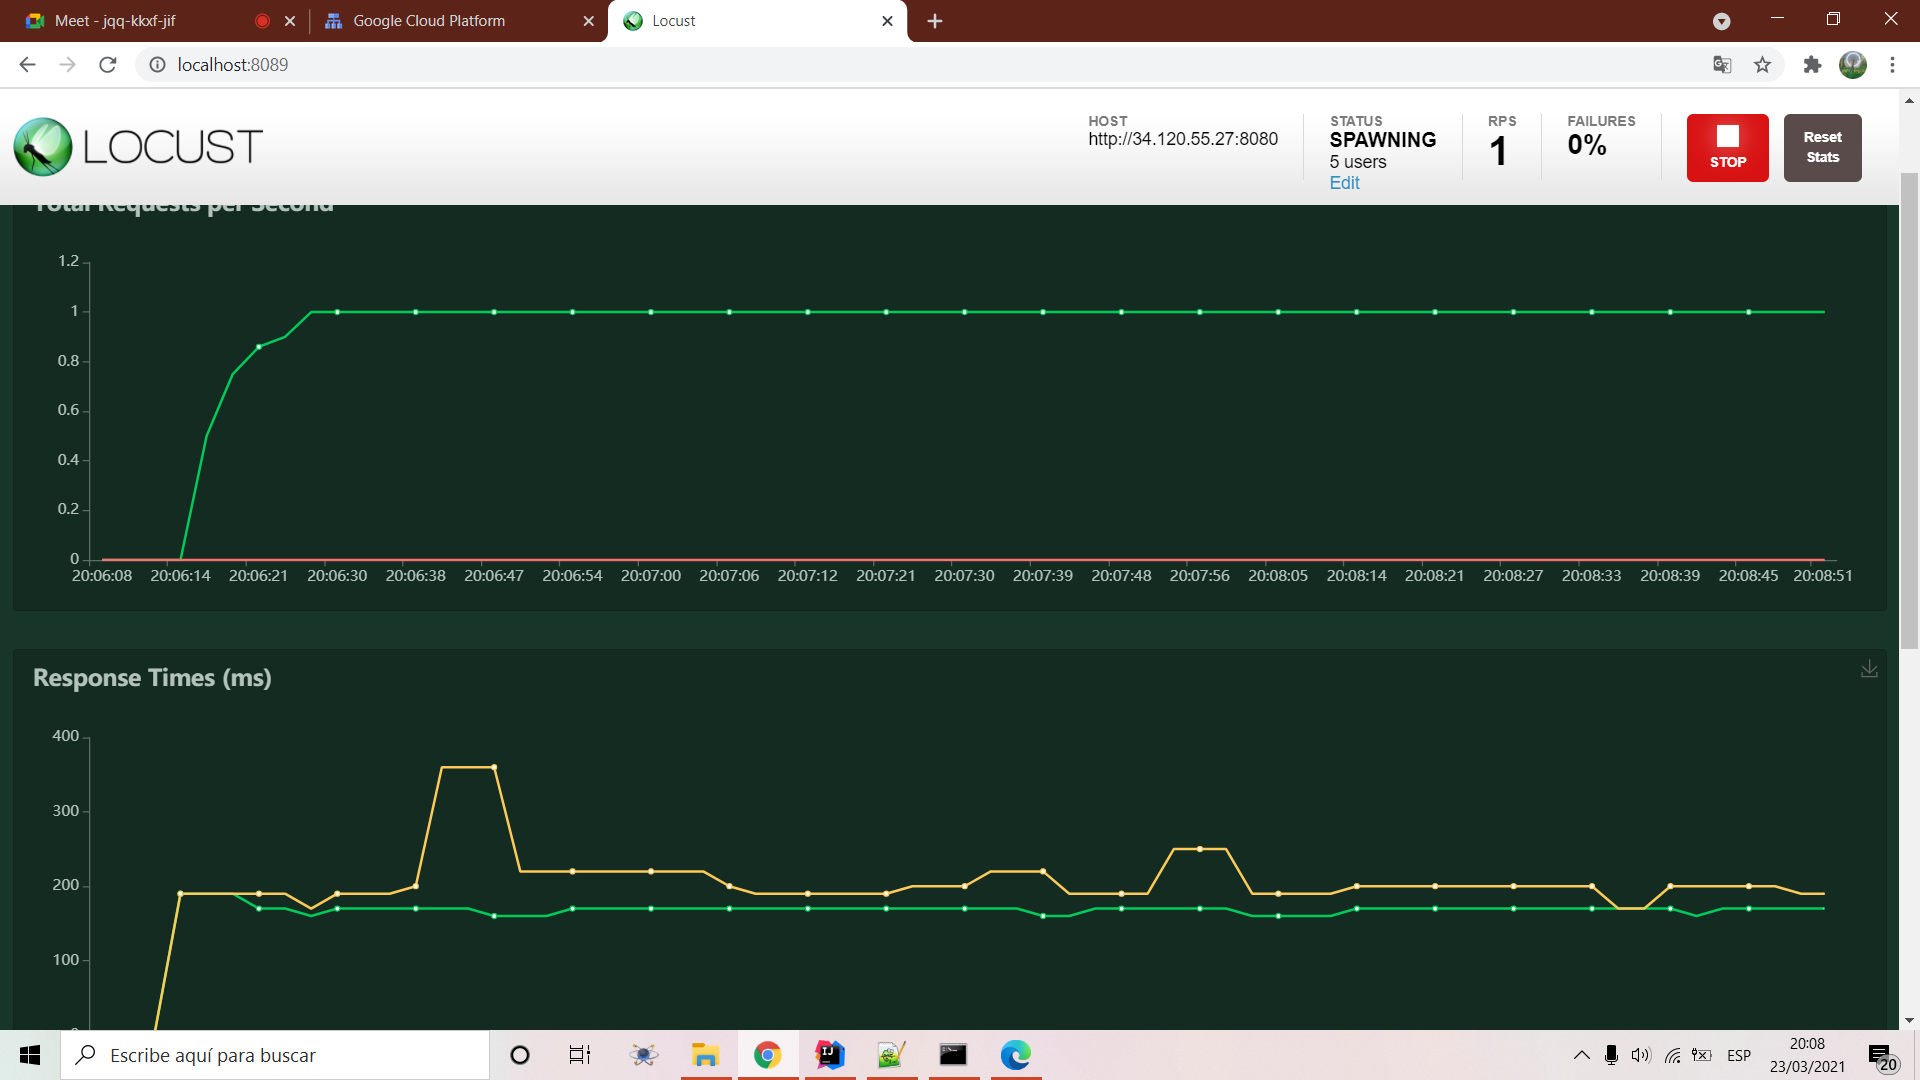 Meet - jqq-kkxf-jif
Google Cloud Platform
Locust
localhost:8089
LOCUST
HOST
http://34.120.55.27:8080
STATUS
SPAWNING
5 users
Edit
RPS
1
FAILURES
0%
STOP
Reset
Stats
Total Requests per Second
1.2
1
0.8
0.6
0.4
0.2
0
20:06:08 20:06:14 20:06:21 20:06:30 20:06:38 20:06:47 20:06:54 20:07:00 20:07:06 20:07:12 20:07:21 20:07:30 20:07:39 20:07:48 20:07:56 20:08:05 20:08:14 20:08:21 20:08:27 20:08:33 20:08:39 20:08:45 20:08:51
Response Times (ms)
400
300
200
100
Escribe aquí para buscar
IJ
ESP
20:08
23/03/2021
20